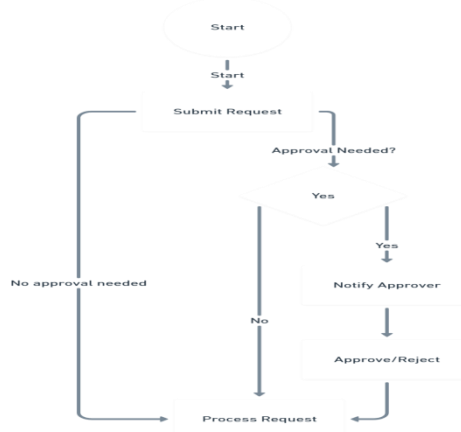 Start
Start
Submit Request
Approval Needed?
Yes
Yes
No approval needed
Notify Approver
No
Approve/Reject
Process Request